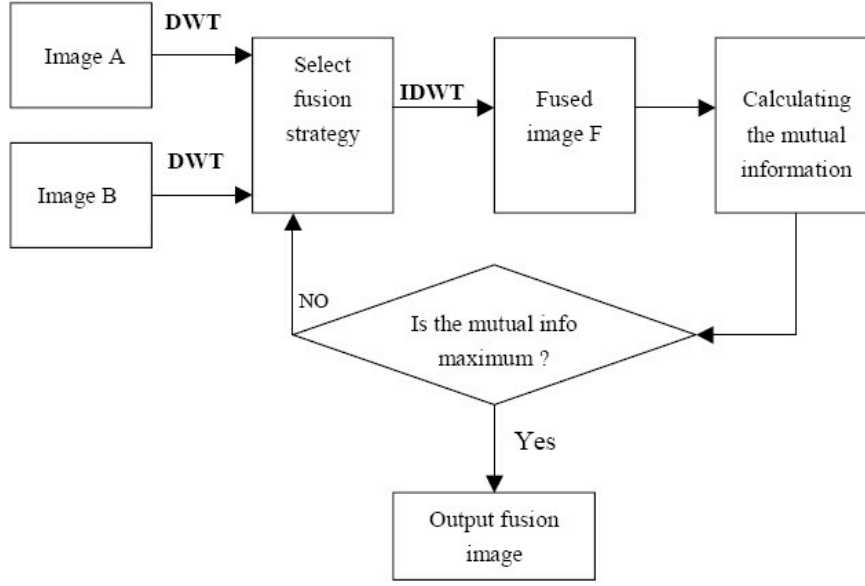 DWT
Image A
Select
fusion
strategy
IDWT
Fused
image F
Calculating
the mutual
information
DWT
Image B
NO
Is the mutual info
maximum ?
Yes
Output fusion
image